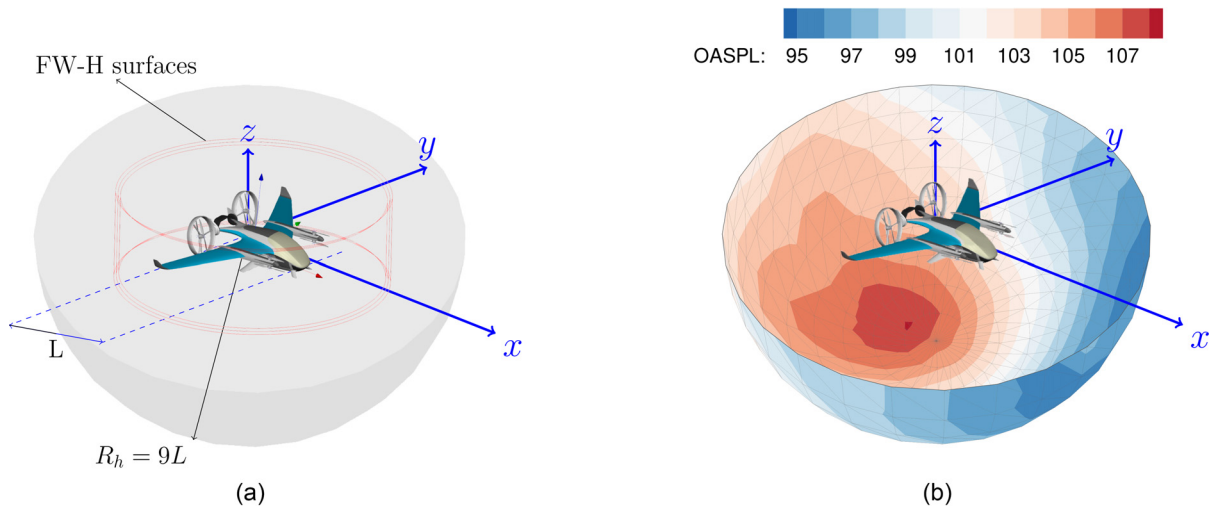 FW-H surfaces
z
y
x
L
R_h = 9L
(a)
OASPL: 95 97 99 101 103 105 107
z
y
x
(b)